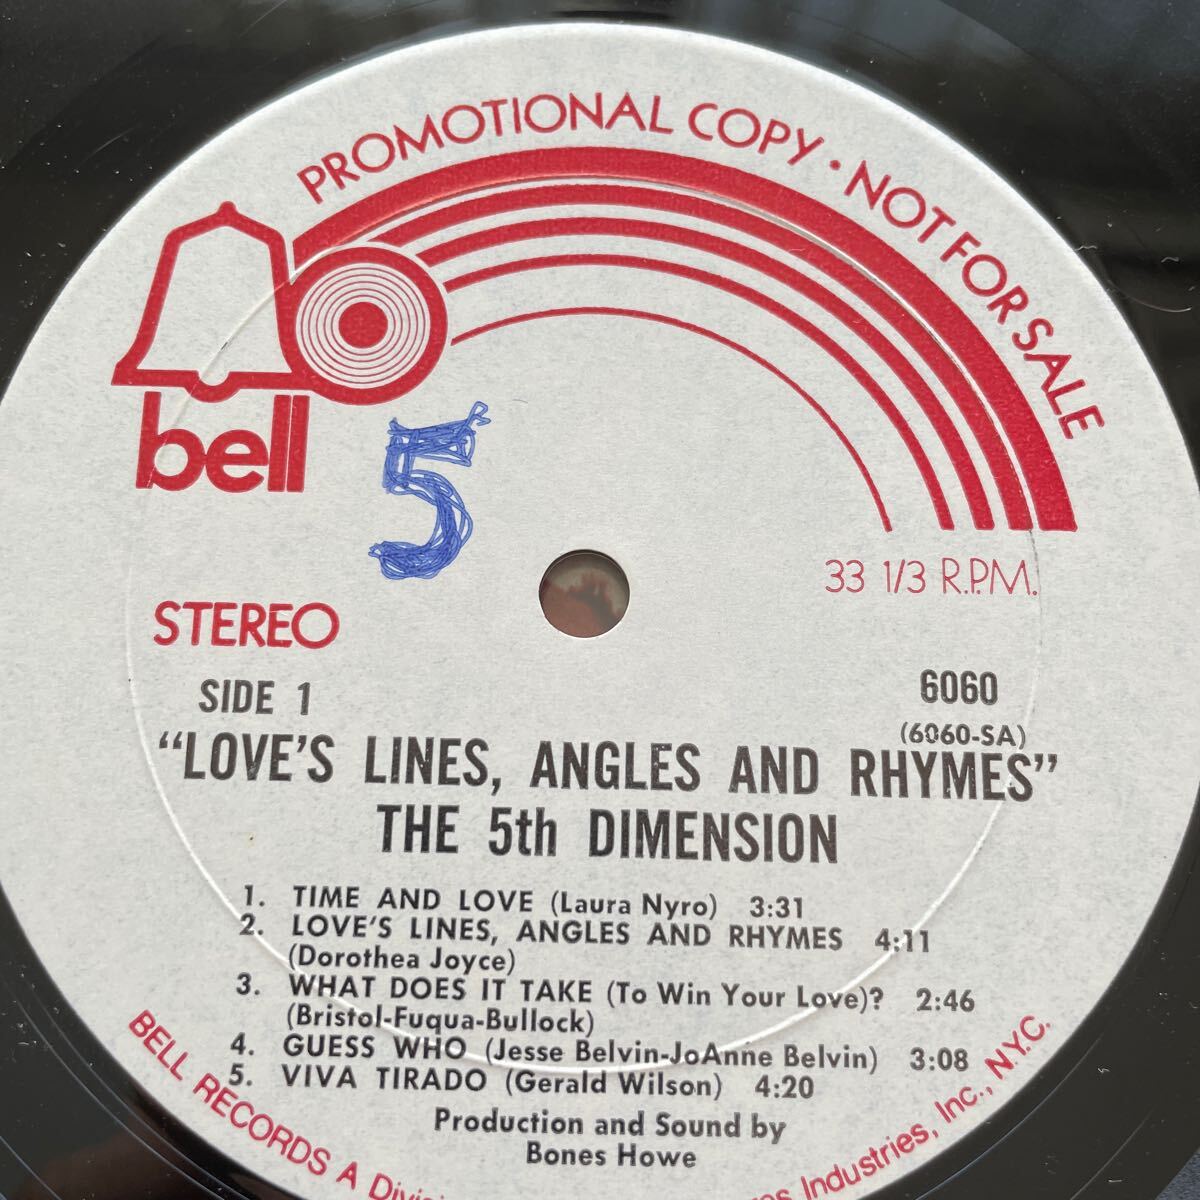 PROMOTIONAL COPY · NOT FOR SALE
bell
5
33 1/3 R.P.M.
STEREO
SIDE 1
6060
(6060-SA)
"LOVE'S LINES, ANGLES AND RHYMES"
THE 5th DIMENSION
1. TIME AND LOVE (Laura Nyro) 3:31
2. LOVE'S LINES, ANGLES AND RHYMES 4:11
(Dorothea Joyce)
3. WHAT DOES IT TAKE (To Win Your Love)? 2:46
(Bristol-Fuqua-Bullock)
4. GUESS WHO (Jesse Belvin-JoAnne Belvin) 3:08
5. VIVA TIRADO (Gerald Wilson) 4:20
Production and Sound by
Bones Howe
BELL RECORDS A Industries, Inc., N.Y.C.